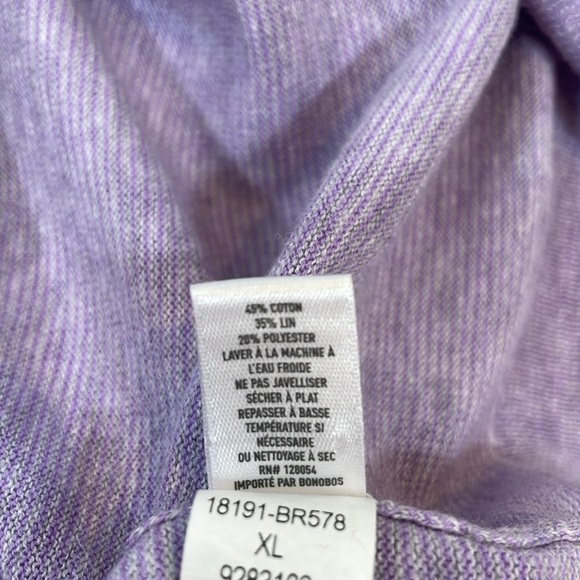 45% COTON
35% LIN
20% POLYESTER
LAVER À LA MACHINE À
L'EAU FROIDE
NE PAS JAVELLISER
SÉCHER À PLAT
REPASSER À BASSE
TEMPÉRATURE SI
NÉCESSAIRE
OU NETTOYAGE À SEC
RN# 128054
IMPORTÉ PAR BONOBOS
18191-BR578
XL